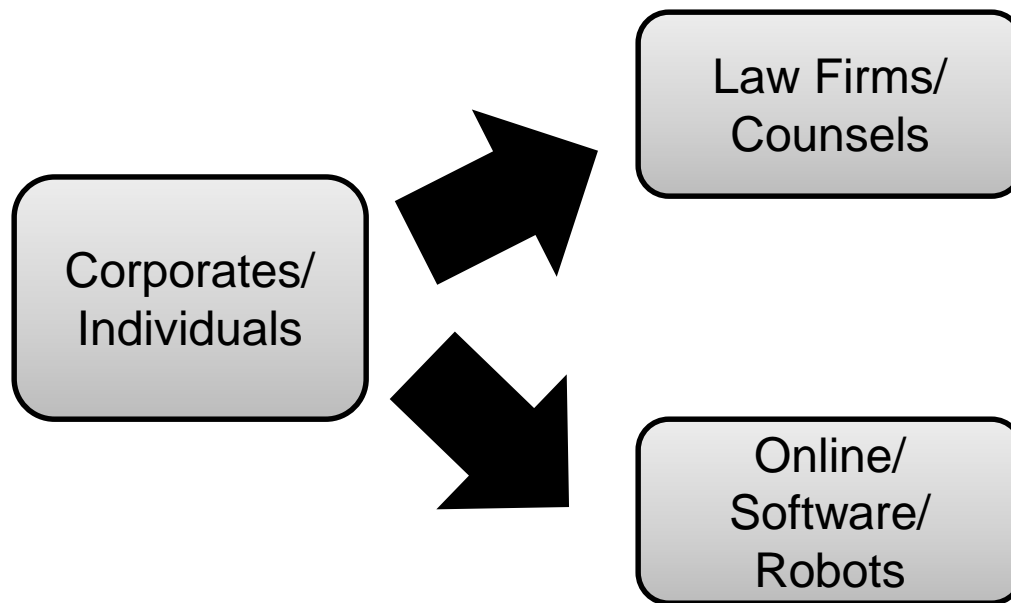 Law Firms/
Counsels
Corporates/
Individuals
Online/
Software/
Robots